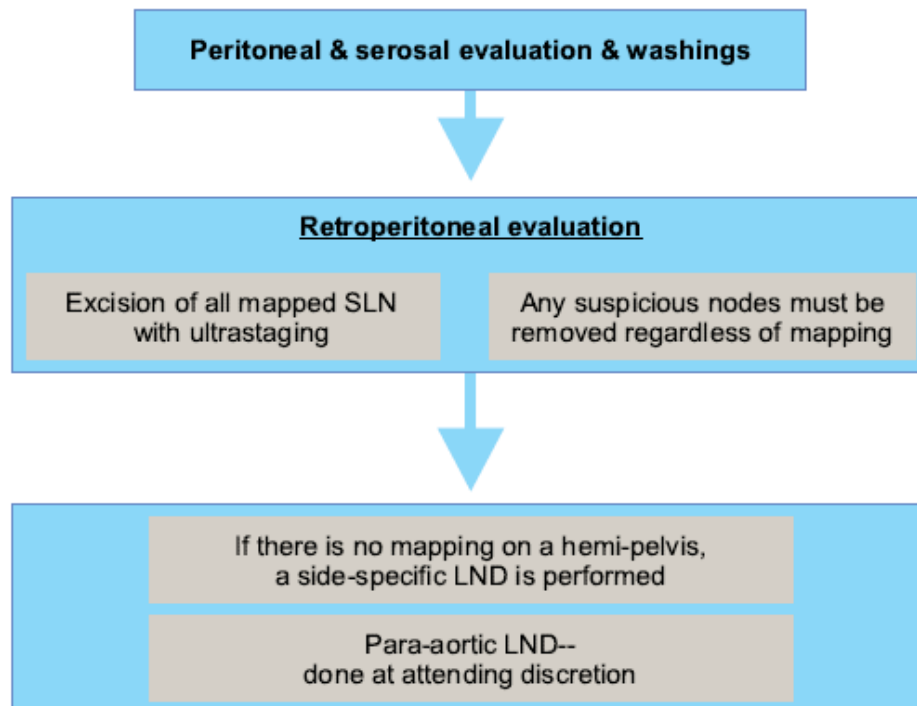 Peritoneal & serosal evaluation & washings
Retroperitoneal evaluation
Excision of all mapped SLN
with ultrastaging
Any suspicious nodes must be
removed regardless of mapping
If there is no mapping on a hemi-pelvis,
a side-specific LND is performed
Para-aortic LND--
done at attending discretion